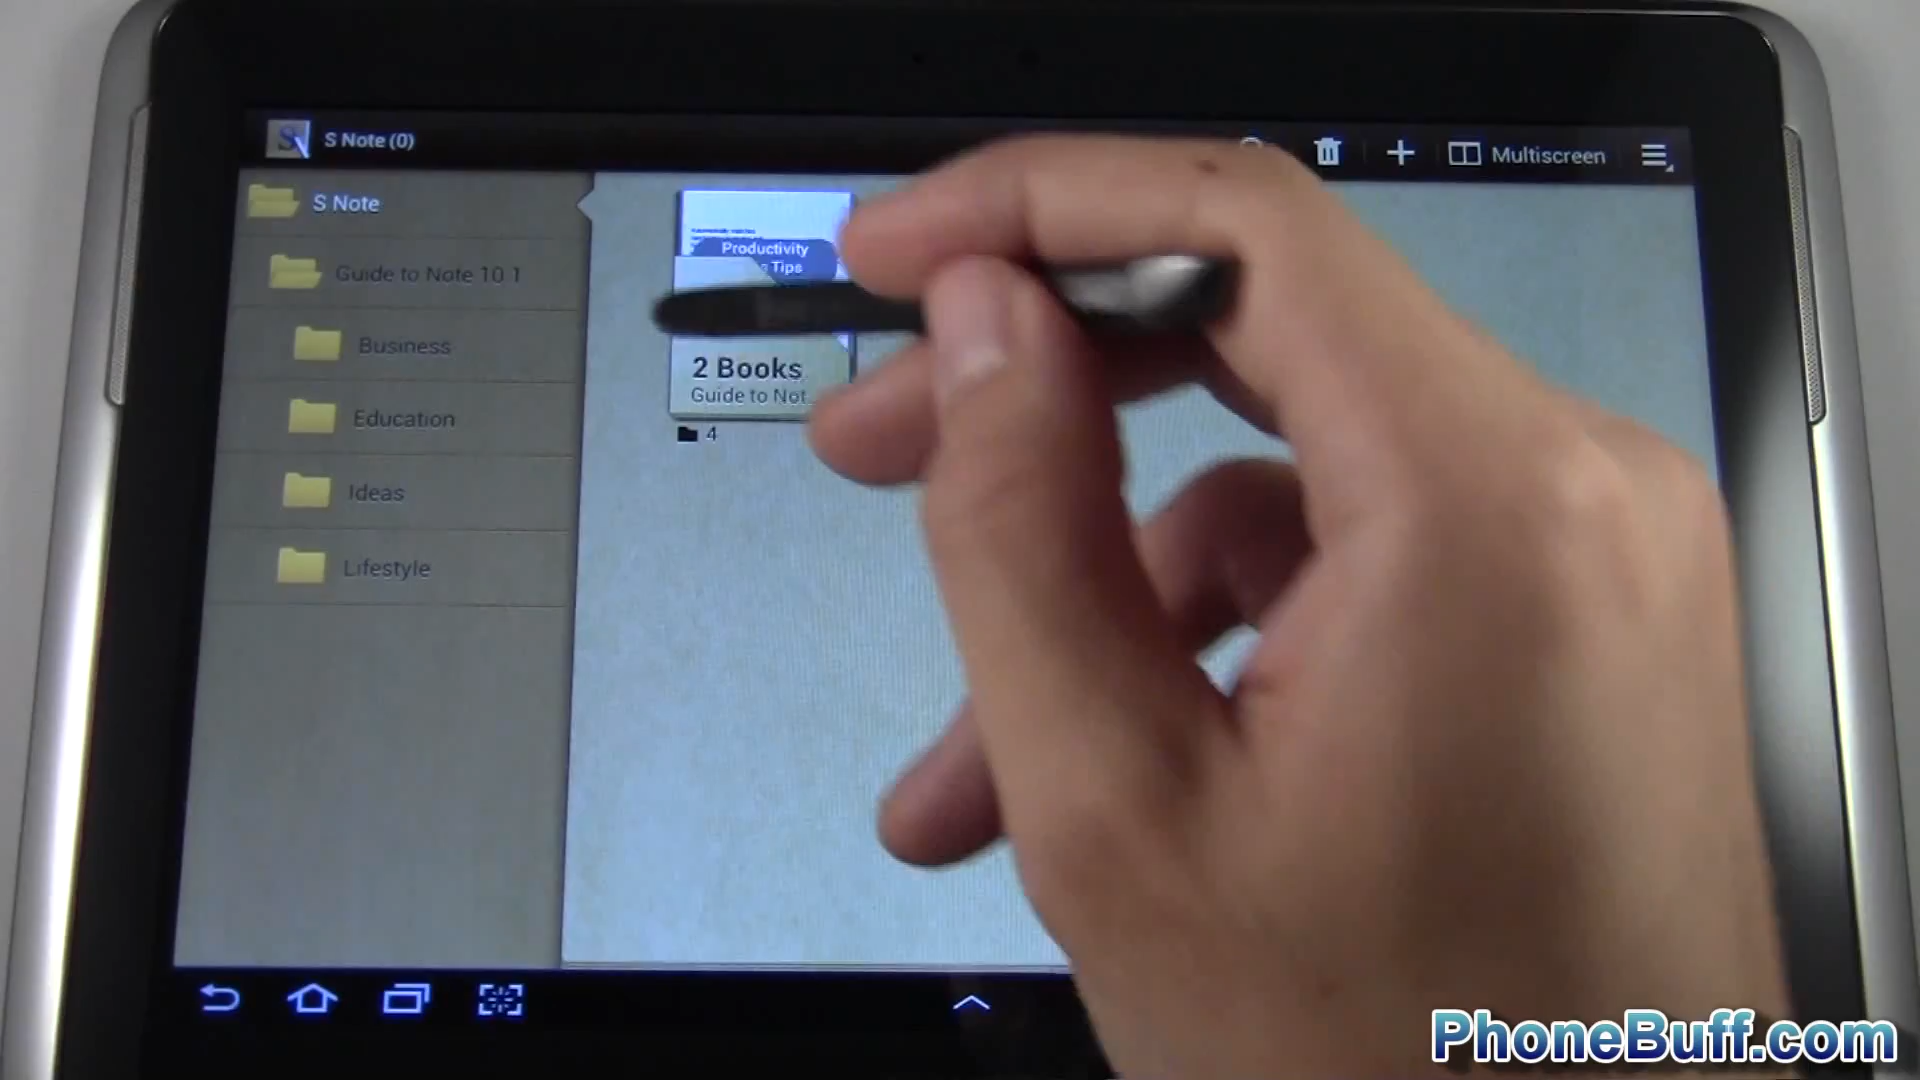 S Note (0)
Multiscreen
S Note
Guide to Note 10 1
Business
Education
Ideas
Lifestyle
Productivity
Tips
2 Books
Guide to Not
4
PhoneBuff.com